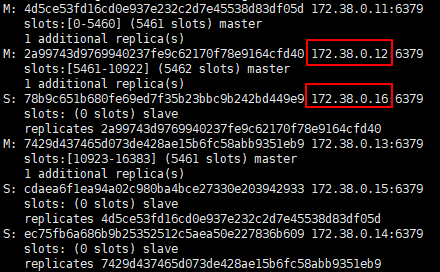 M: 4d5ce53fd16cd0e937e232c2d7e45538d83df05d 172.38.0.11:6379
slots:[0-5460] (5461 slots) master
1 additional replica(s)
M: 2a99743d9769940237fe9c62170f78e9164cfd40 172.38.0.12:6379
slots:[5461-10922] (5462 slots) master
1 additional replica(s)
S: 78b9c651b680fe69ed7f35b23bbc9b242bd449e9 172.38.0.16:6379
slots: (0 slots) slave
replicates 2a99743d9769940237fe9c62170f78e9164cfd40
M: 7429d437465d073de428ae15b6fc58abb9351eb9 172.38.0.13:6379
slots:[10923-16383] (5461 slots) master
1 additional replica(s)
S: cdaea6f1ea94a02c980ba4bce27330e203942933 172.38.0.15:6379
slots: (0 slots) slave
replicates 4d5ce53fd16cd0e937e232c2d7e45538d83df05d
S: ec75fb6a686b9b25352512c5aea50e227836b609 172.38.0.14:6379
slots: (0 slots) slave
replicates 7429d437465d073de428ae15b6fc58abb9351eb9